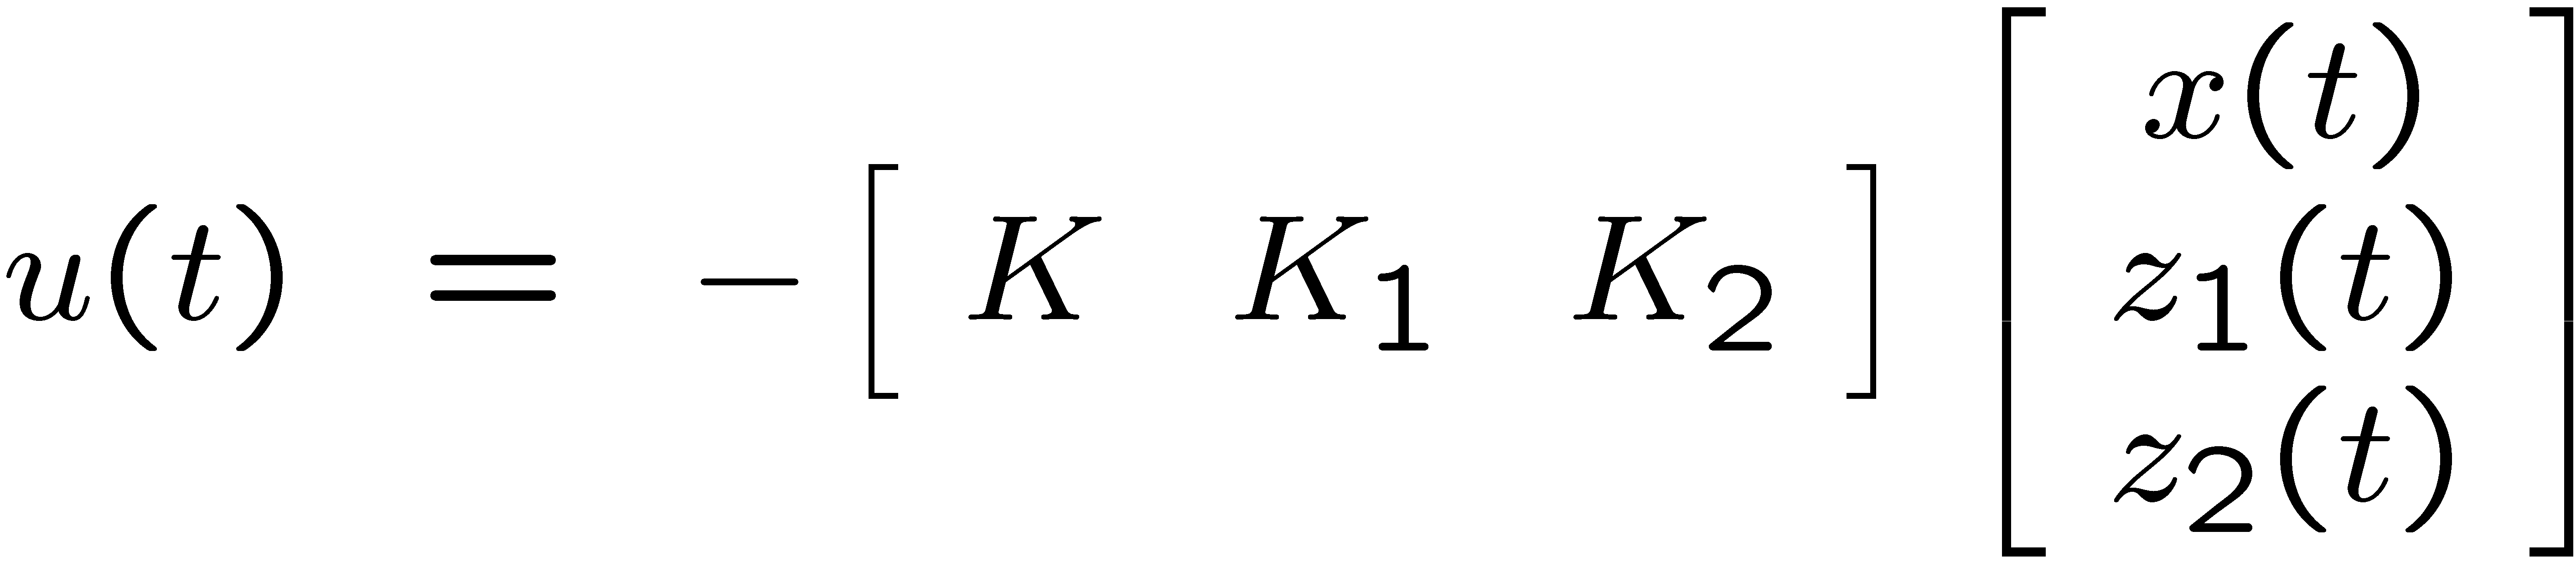 u(t) = −[ K K₁ K₂ ] [ x(t)
z₁(t)
z₂(t) ]